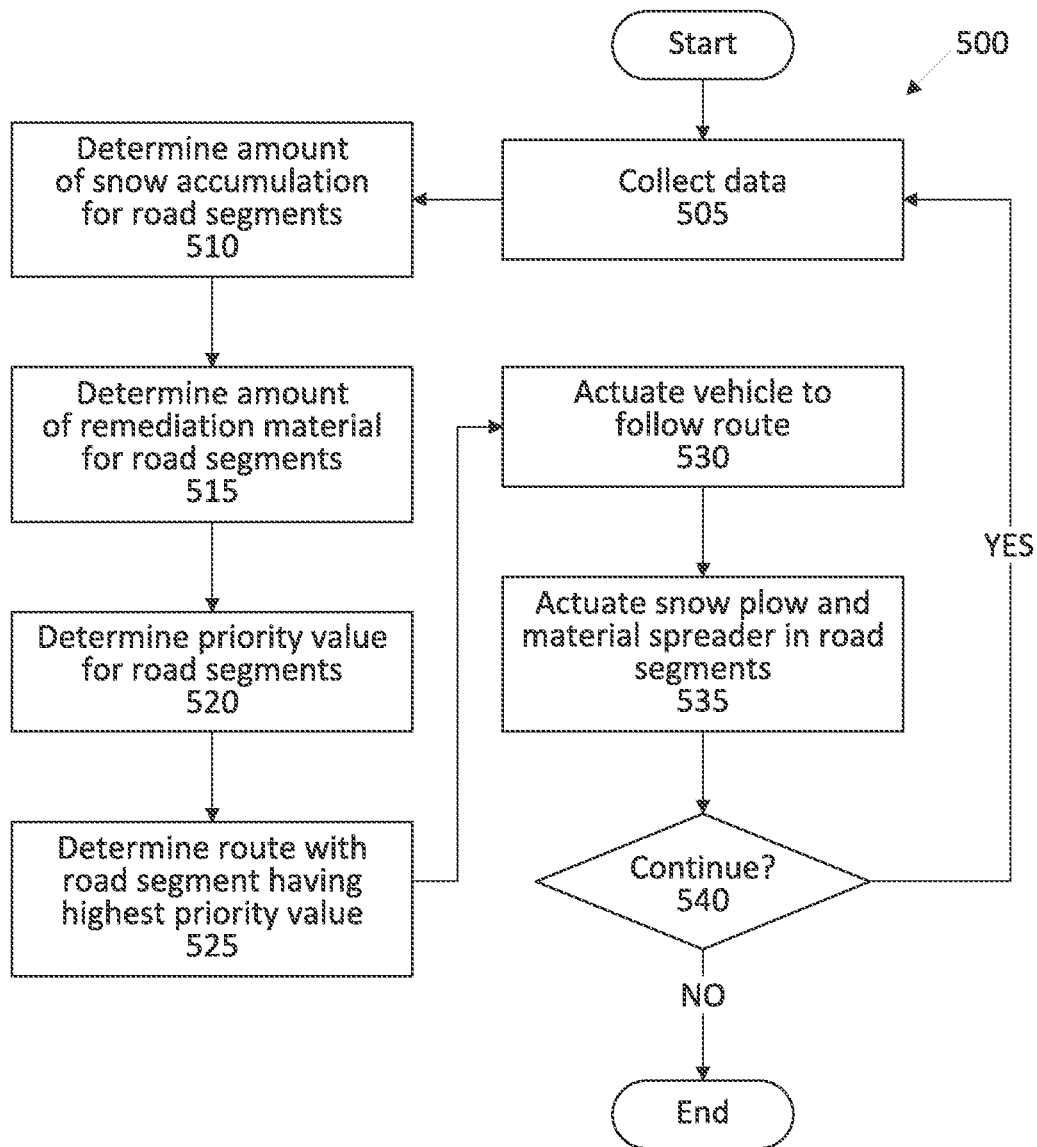 Start
500
Collect data
505
Determine amount
of snow accumulation
for road segments
510
Determine amount
of remediation material
for road segments
515
Determine priority value
for road segments
520
Determine route with
road segment having
highest priority value
525
Actuate vehicle to
follow route
530
Actuate snow plow and
material spreader in road
segments
535
Continue?
540
YES
NO
End